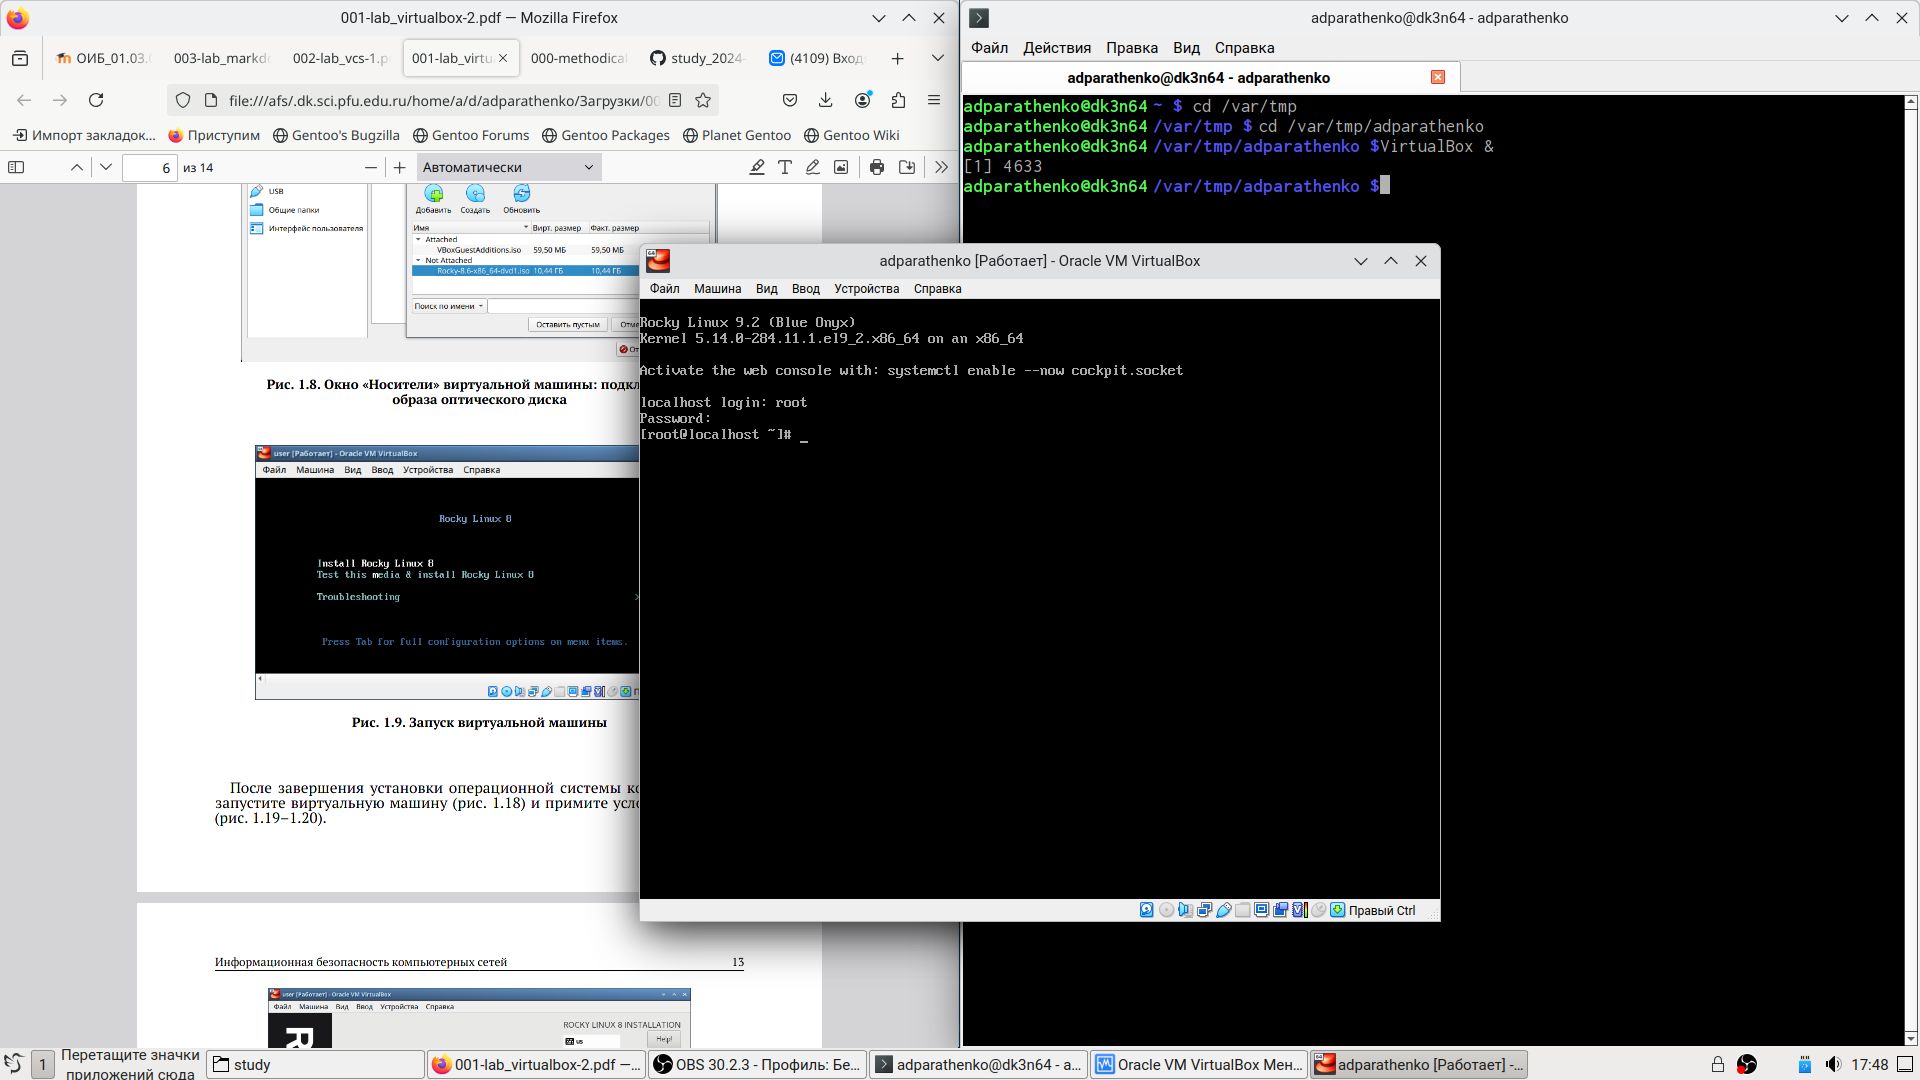 001-lab_virtualbox-2.pdf — Mozilla Firefox
ОИБ_01.03.
003-lab_markdo
002-lab_vcs-1.p
001-lab_virtu
000-methodical
study_2024-
(4109) Вход
file:///afs/.dk.sci.pfu.edu.ru/home/a/d/adparathenko/Загрузки/00
Импорт закладок...
Приступим
Gentoo's Bugzilla
Gentoo Forums
Gentoo Packages
Planet Gentoo
Gentoo Wiki
6 из 14
Автоматически
USB
Общие папки
Интерфейс пользователя
Добавить Создать Обновить
Имя Вирт. размер Факт. размер
Attached
VBoxGuestAdditions.iso 59,50 МБ 59,50 МБ
Not Attached
Rocky-8.6-x86_64-dvd1.iso 10,44 ГБ 10,44 ГБ
Поиск по имени
Оставить пустым
Рис. 1.8. Окно «Носители» виртуальной машины: подкл
образа оптического диска
user [Работает] - Oracle VM VirtualBox
Файл Машина Вид Ввод Устройства Справка
Rocky Linux 8
Install Rocky Linux 8
Test this media & install Rocky Linux 8
Troubleshooting >
Press Tab for full configuration options on menu items.
Рис. 1.9. Запуск виртуальной машины
После завершения установки операционной системы ко
запустите виртуальную машину (рис. 1.18) и примите усло
(рис. 1.19–1.20).
Информационная безопасность компьютерных сетей 13
user [Работает] - Oracle VM VirtualBox
Файл Машина Вид Ввод Устройства Справка
ROCKY LINUX 8 INSTALLATION
us
Help!
adparathenko@dk3n64 - adparathenko
Файл Действия Правка Вид Справка
adparathenko@dk3n64 - adparathenko
adparathenko@dk3n64 ~ $ cd /var/tmp
adparathenko@dk3n64 /var/tmp $ cd /var/tmp/adparathenko
adparathenko@dk3n64 /var/tmp/adparathenko $VirtualBox &
[1] 4633
adparathenko@dk3n64 /var/tmp/adparathenko $
adparathenko [Работает] - Oracle VM VirtualBox
Файл Машина Вид Ввод Устройства Справка
Rocky Linux 9.2 (Blue Onyx)
Kernel 5.14.0-284.11.1.el9_2.x86_64 on an x86_64
Activate the web console with: systemctl enable --now cockpit.socket
localhost login: root
Password:
[root@localhost ~]# _
Правый Ctrl
1
Перетащите значки
приложений сюда
study
001-lab_virtualbox-2.pdf —...
OBS 30.2.3 - Профиль: Бе...
adparathenko@dk3n64 - a...
Oracle VM VirtualBox Мен...
adparathenko [Работает] -...
17:48